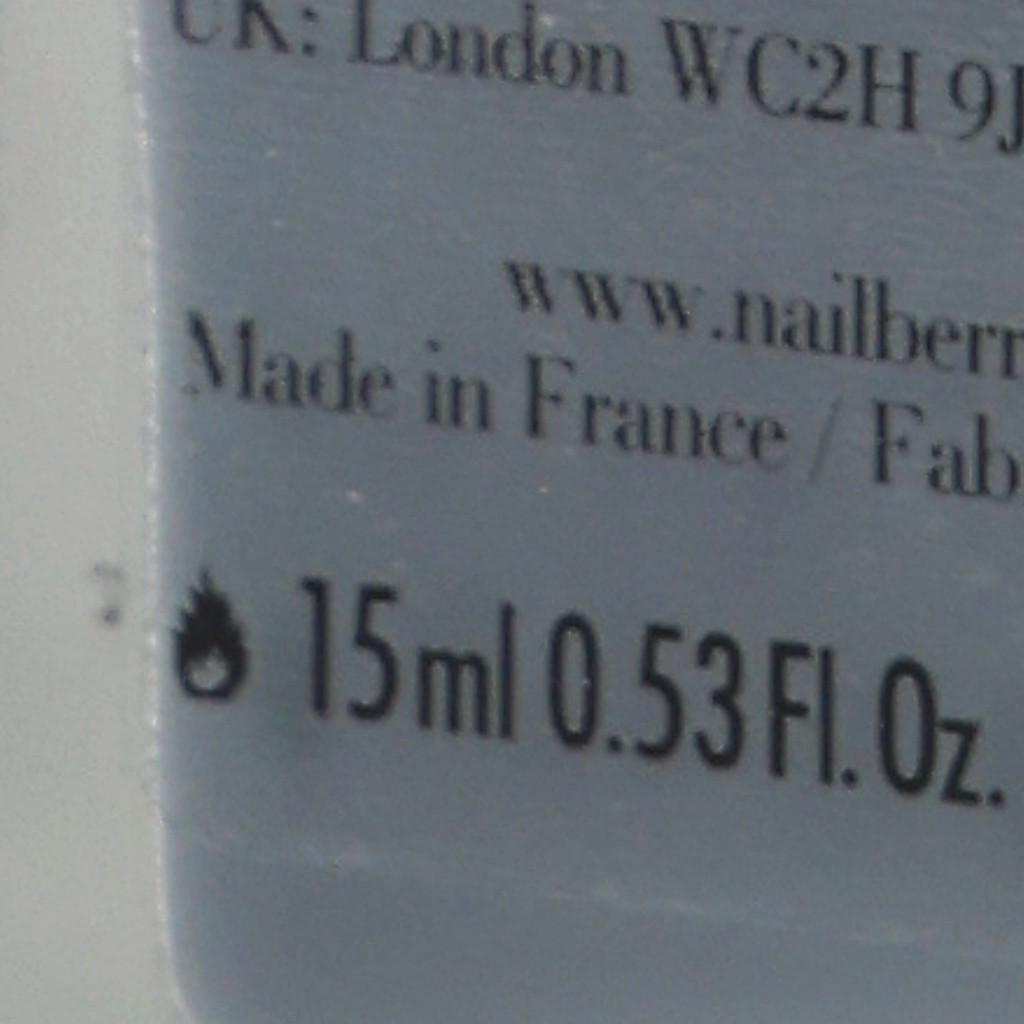 UK: London WC2H 9J
www.nailberr
Made in France / Fab
15ml 0.53 Fl. Oz.